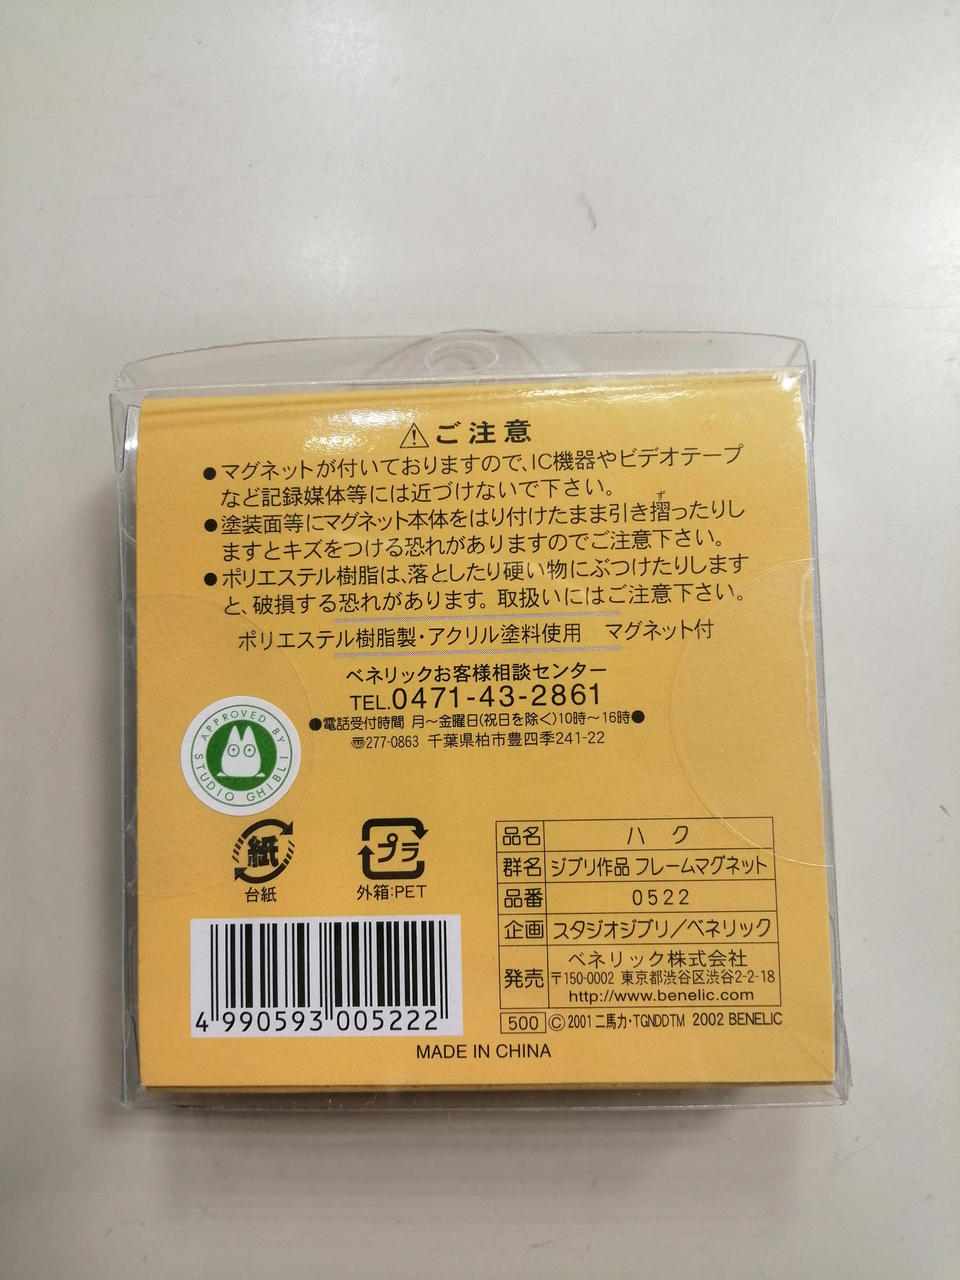 ご注意
●マグネットが付いておりますので、IC機器やビデオテープ
など記録媒体等には近づけないで下さい。
●塗装面等にマグネット本体をはり付けたまま引き摺ったりし
ず
ますとキズをつける恐れがありますのでご注意下さい。
●ポリエステル樹脂は、落としたり硬い物にぶつけたりします
と、破損する恐れがあります。取扱いにはご注意下さい。
ポリエステル樹脂製・アクリル塗料使用　マグネット付
ベネリックお客様相談センター
TEL.0471-43-2861
●電話受付時間 月～金曜日(祝日を除く)10時～16時●
〠277-0863 千葉県柏市豊四季241-22
APPROVED BY
STUDIO GHIBLI
紙
台紙
プラ
外箱:PET
品名 ハク
群名 ジブリ作品 フレームマグネット
品番 0522
企画 スタジオジブリ／ベネリック
発売 ベネリック株式会社
〒150-0002 東京都渋谷区渋谷2-2-18
http://www.benelic.com
500 ©2001 二馬力・TGNDDTM 2002 BENELIC
4 990593 005222
MADE IN CHINA